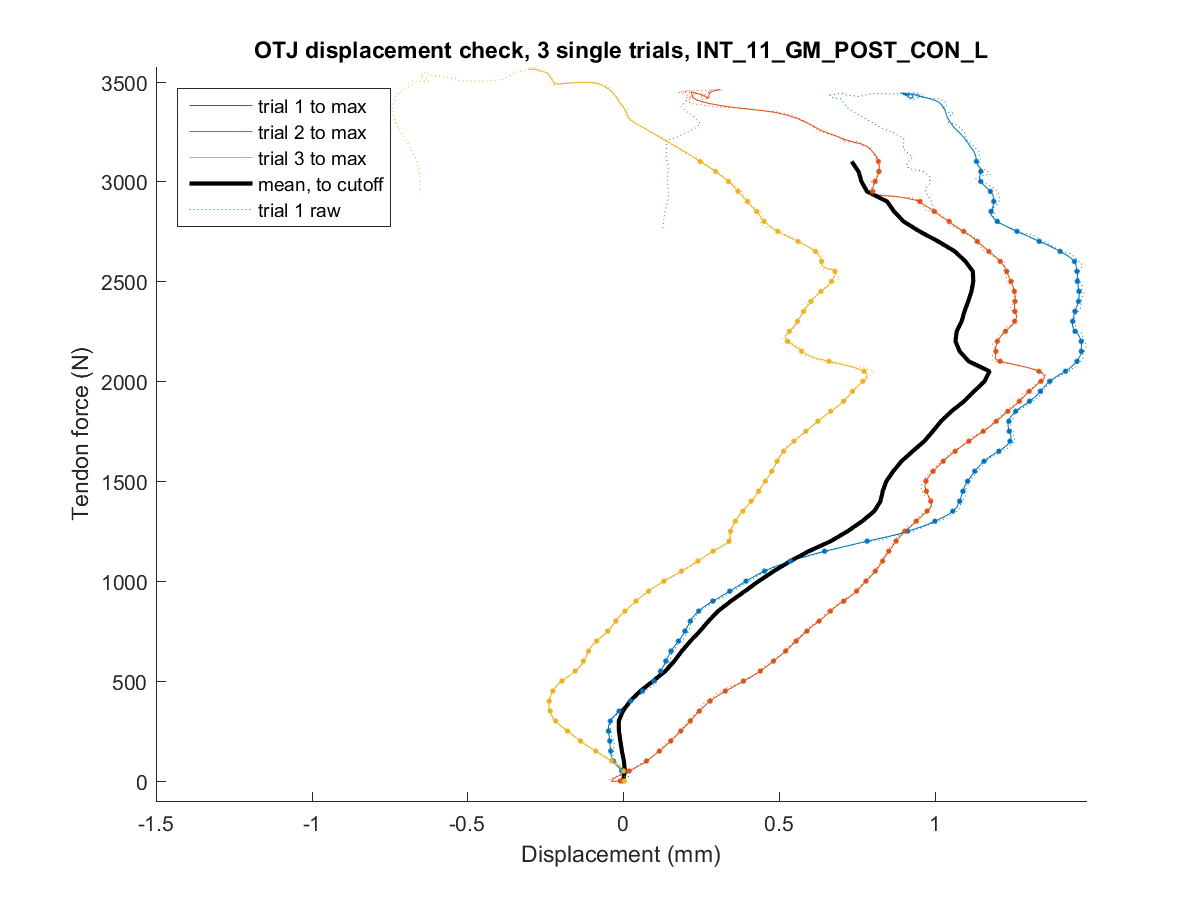 OTJ displacement check, 3 single trials, INT_11_GM_POST_CON_L
3500
3000
2500
2000
1500
1000
500
0
Tendon force (N)
trial 1 to max
trial 2 to max
trial 3 to max
mean, to cutoff
trial 1 raw
-1.5
-1
-0.5
0
0.5
1
Displacement (mm)